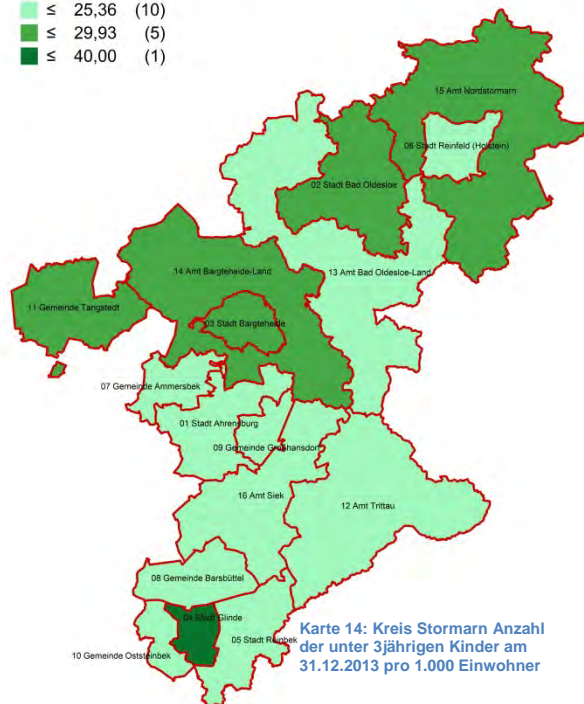 ≤ 25,36 (10)
≤ 29,93 (5)
≤ 40,00 (1)
15 Amt Nordstormarn
06 Stadt Reinfeld (Holstein)
02 Stadt Bad Oldesloe
13 Amt Bad Oldesloe-Land
14 Amt Bargteheide-Land
11 Gemeinde Tangstedt
03 Stadt Bargteheide
07 Gemeinde Ammersbek
01 Stadt Ahrensburg
09 Gemeinde Großhansdorf
16 Amt Siek
12 Amt Trittau
08 Gemeinde Barsbüttel
04 Stadt Glinde
05 Stadt Reinbek
10 Gemeinde Oststeinbek
Karte 14: Kreis Stormarn Anzahl
der unter 3jährigen Kinder am
31.12.2013 pro 1.000 Einwohner